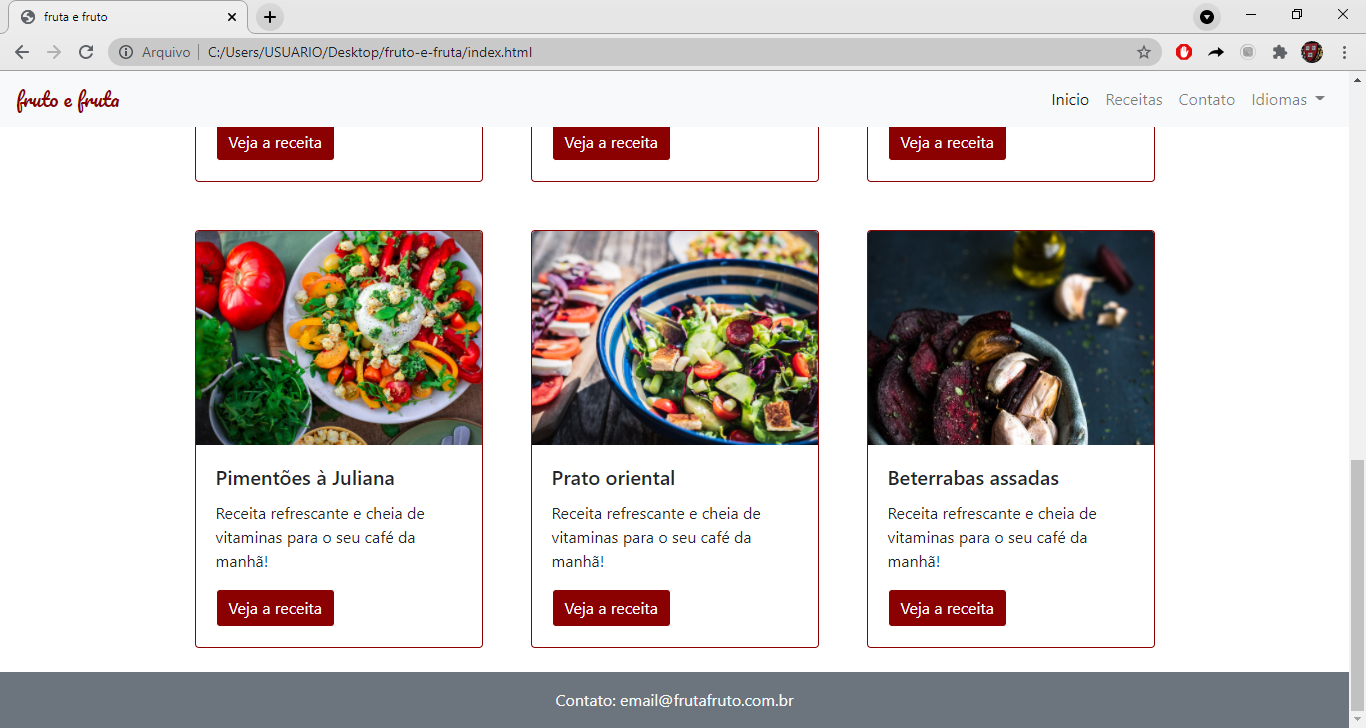 fruta e fruto
Arquivo
C:/Users/USUARIO/Desktop/fruto-e-fruta/index.html
fruto e fruta
Inicio
Receitas
Contato
Idiomas
Veja a receita
Veja a receita
Veja a receita
Pimentões à Juliana
Receita refrescante e cheia de
vitaminas para o seu café da
manhã!
Veja a receita
Prato oriental
Receita refrescante e cheia de
vitaminas para o seu café da
manhã!
Veja a receita
Beterrabas assadas
Receita refrescante e cheia de
vitaminas para o seu café da
manhã!
Veja a receita
Contato: email@frutafruto.com.br